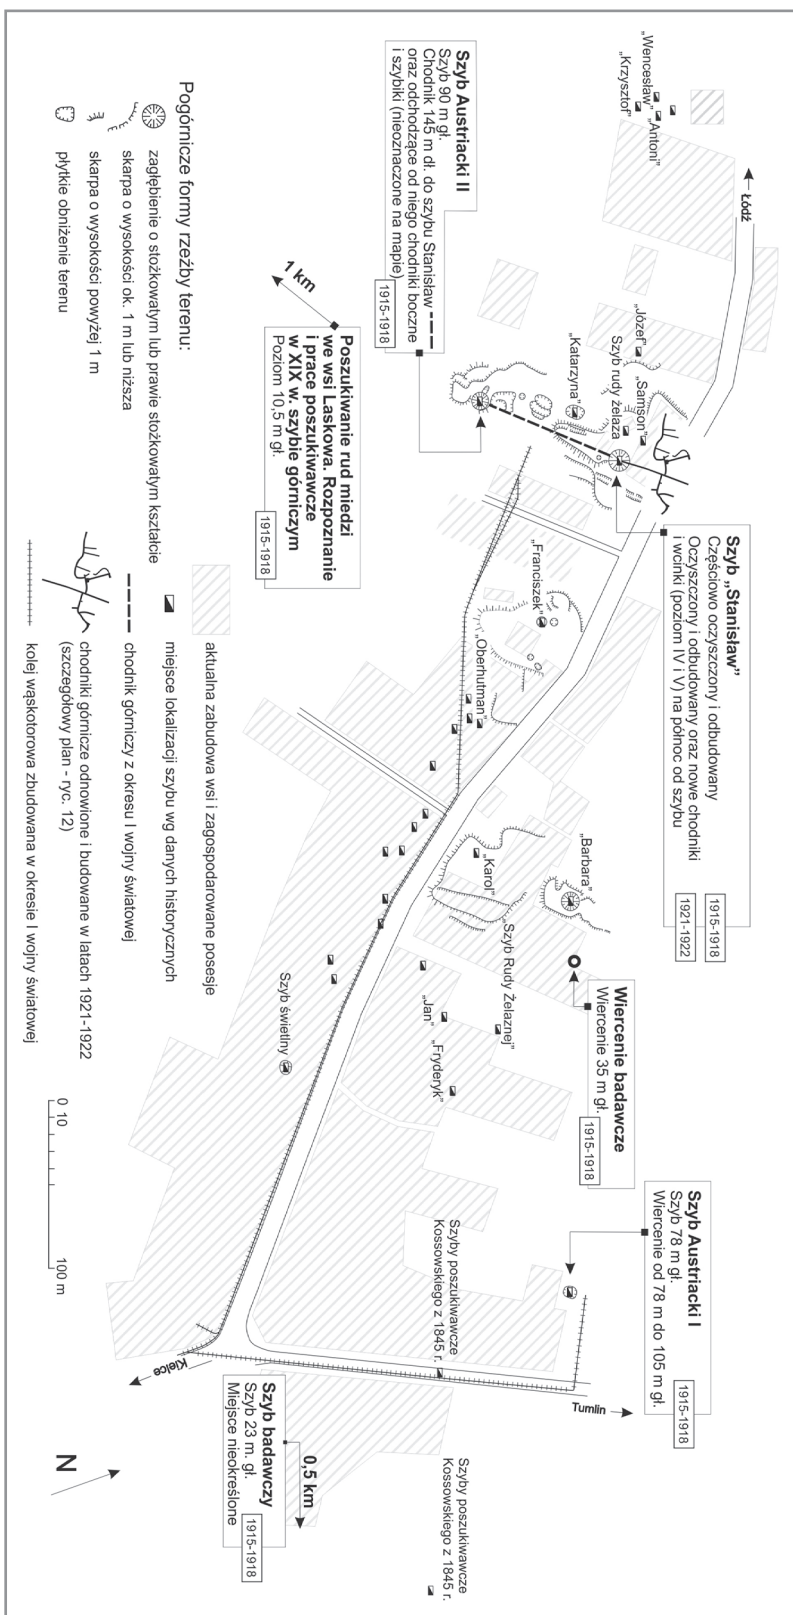 „Wencesław”
„Krzysztof”
„Antoni”
Łódź
Szyb Austriacki II
Szyb 90 m gł.
Chodnik 145 m dł. do szybu Stanisław
oraz odchodzące od niego chodniki boczne
i szybiki (nieoznaczone na mapie)
1915-1918
„Józef”
Szyb rudy żelaza
„Samson”
„Katarzyna”
1 km
Poszukiwanie rud miedzi
we wsi Laskowa. Rozpoznanie
i prace poszukiwawcze
w XIX w. szybie górniczym
Poziom 10,5 m gł.
1915-1918
Szyb „Stanisław”
Częściowo oczyszczony i odbudowany
Oczyszczony i odbudowany oraz nowe chodniki
i wcinki (poziom IV i V) na północ od szybu
1915-1918
1921-1922
„Franciszek”
„Oberhutman”
„Karol”
„Barbara”
„Szyb Rudy Żelaznej”
„Jan”
„Fryderyk”
Szyb świetlny
Wiercenie badawcze
Wiercenie 35 m gł.
1915-1918
Szyb Austriacki I
Szyb 78 m gł.
Wiercenie od 78 m do 105 m gł.
1915-1918
Szyby poszukiwawcze
Kossowskiego z 1845 r.
Tumlin
Kielce
Szyb badawczy
Szyb 23 m. gł.
Miejsce nieokreślone
1915-1918
0,5 km
Szyby poszukiwawcze
Kossowskiego z 1845 r.
N
Pogórnicze formy rzeźby terenu:
zagłębienie o stożkowatym lub prawie stożkowatym kształcie
skarpa o wysokości ok. 1 m lub niższa
skarpa o wysokości powyżej 1 m
płytkie obniżenie terenu
aktualna zabudowa wsi i zagospodarowane posesje
miejsce lokalizacji szybu wg danych historycznych
chodnik górniczy z okresu I wojny światowej
chodniki górnicze odnowione i budowane w latach 1921-1922
(szczegółowy plan - ryc. 12)
kolej wąskotorowa zbudowana w okresie I wojny światowej
0 10 100 m